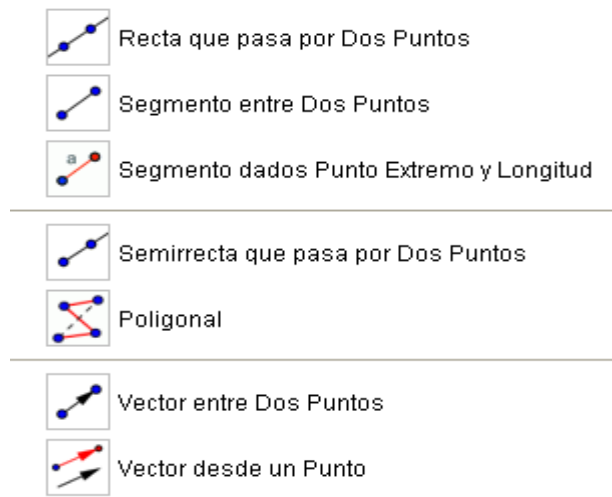 Recta que pasa por Dos Puntos
Segmento entre Dos Puntos
a
Segmento dados Punto Extremo y Longitud
Semirrecta que pasa por Dos Puntos
Poligonal
Vector entre Dos Puntos
Vector desde un Punto